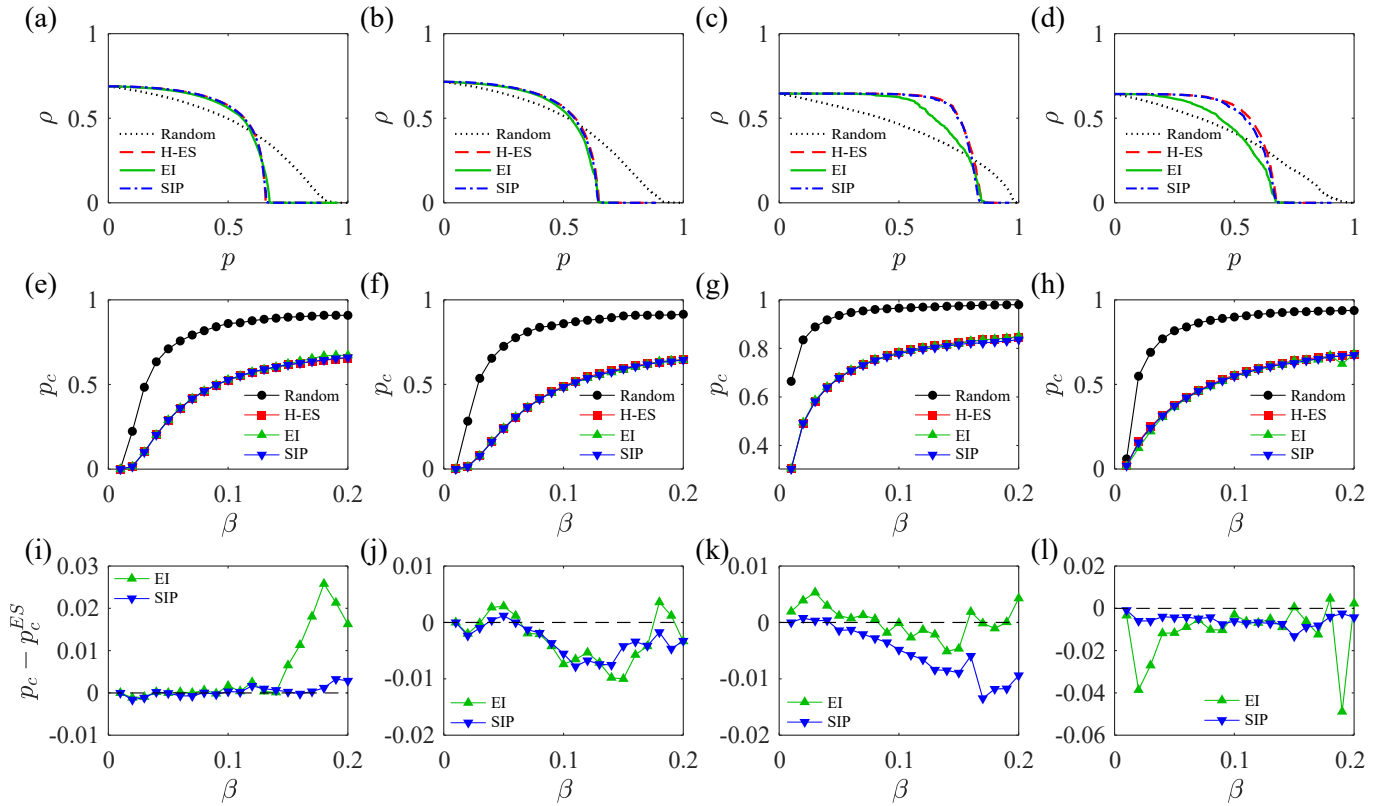 (a)
1
ρ
0.5
Random
H-ES
EI
SIP
0
0
0.5
1
p
(b)
1
ρ
0.5
Random
H-ES
EI
SIP
0
0
0.5
1
p
(c)
1
ρ
0.5
Random
H-ES
EI
SIP
0
0
0.5
1
p
(d)
1
ρ
0.5
Random
H-ES
EI
SIP
0
0
0.5
1
p
(e)
1
p_c
0.5
Random
H-ES
EI
SIP
0
0
0.1
0.2
β
(f)
1
p_c
0.5
Random
H-ES
EI
SIP
0
0
0.1
0.2
β
(g)
1
0.8
p_c
0.6
0.4
Random
H-ES
EI
SIP
0
0.1
0.2
β
(h)
1
p_c
0.5
Random
H-ES
EI
SIP
0
0
0.1
0.2
β
(i)
0.03
EI
SIP
0.02
p_c − p_c^{ES}
0.01
0
-0.01
0
0.1
0.2
β
(j)
0.01
0
-0.01
EI
SIP
-0.02
0
0.1
0.2
β
(k)
0.01
0
-0.01
EI
SIP
-0.02
0
0.1
0.2
β
(l)
0.02
0
-0.02
-0.04
EI
SIP
-0.06
0
0.1
0.2
β